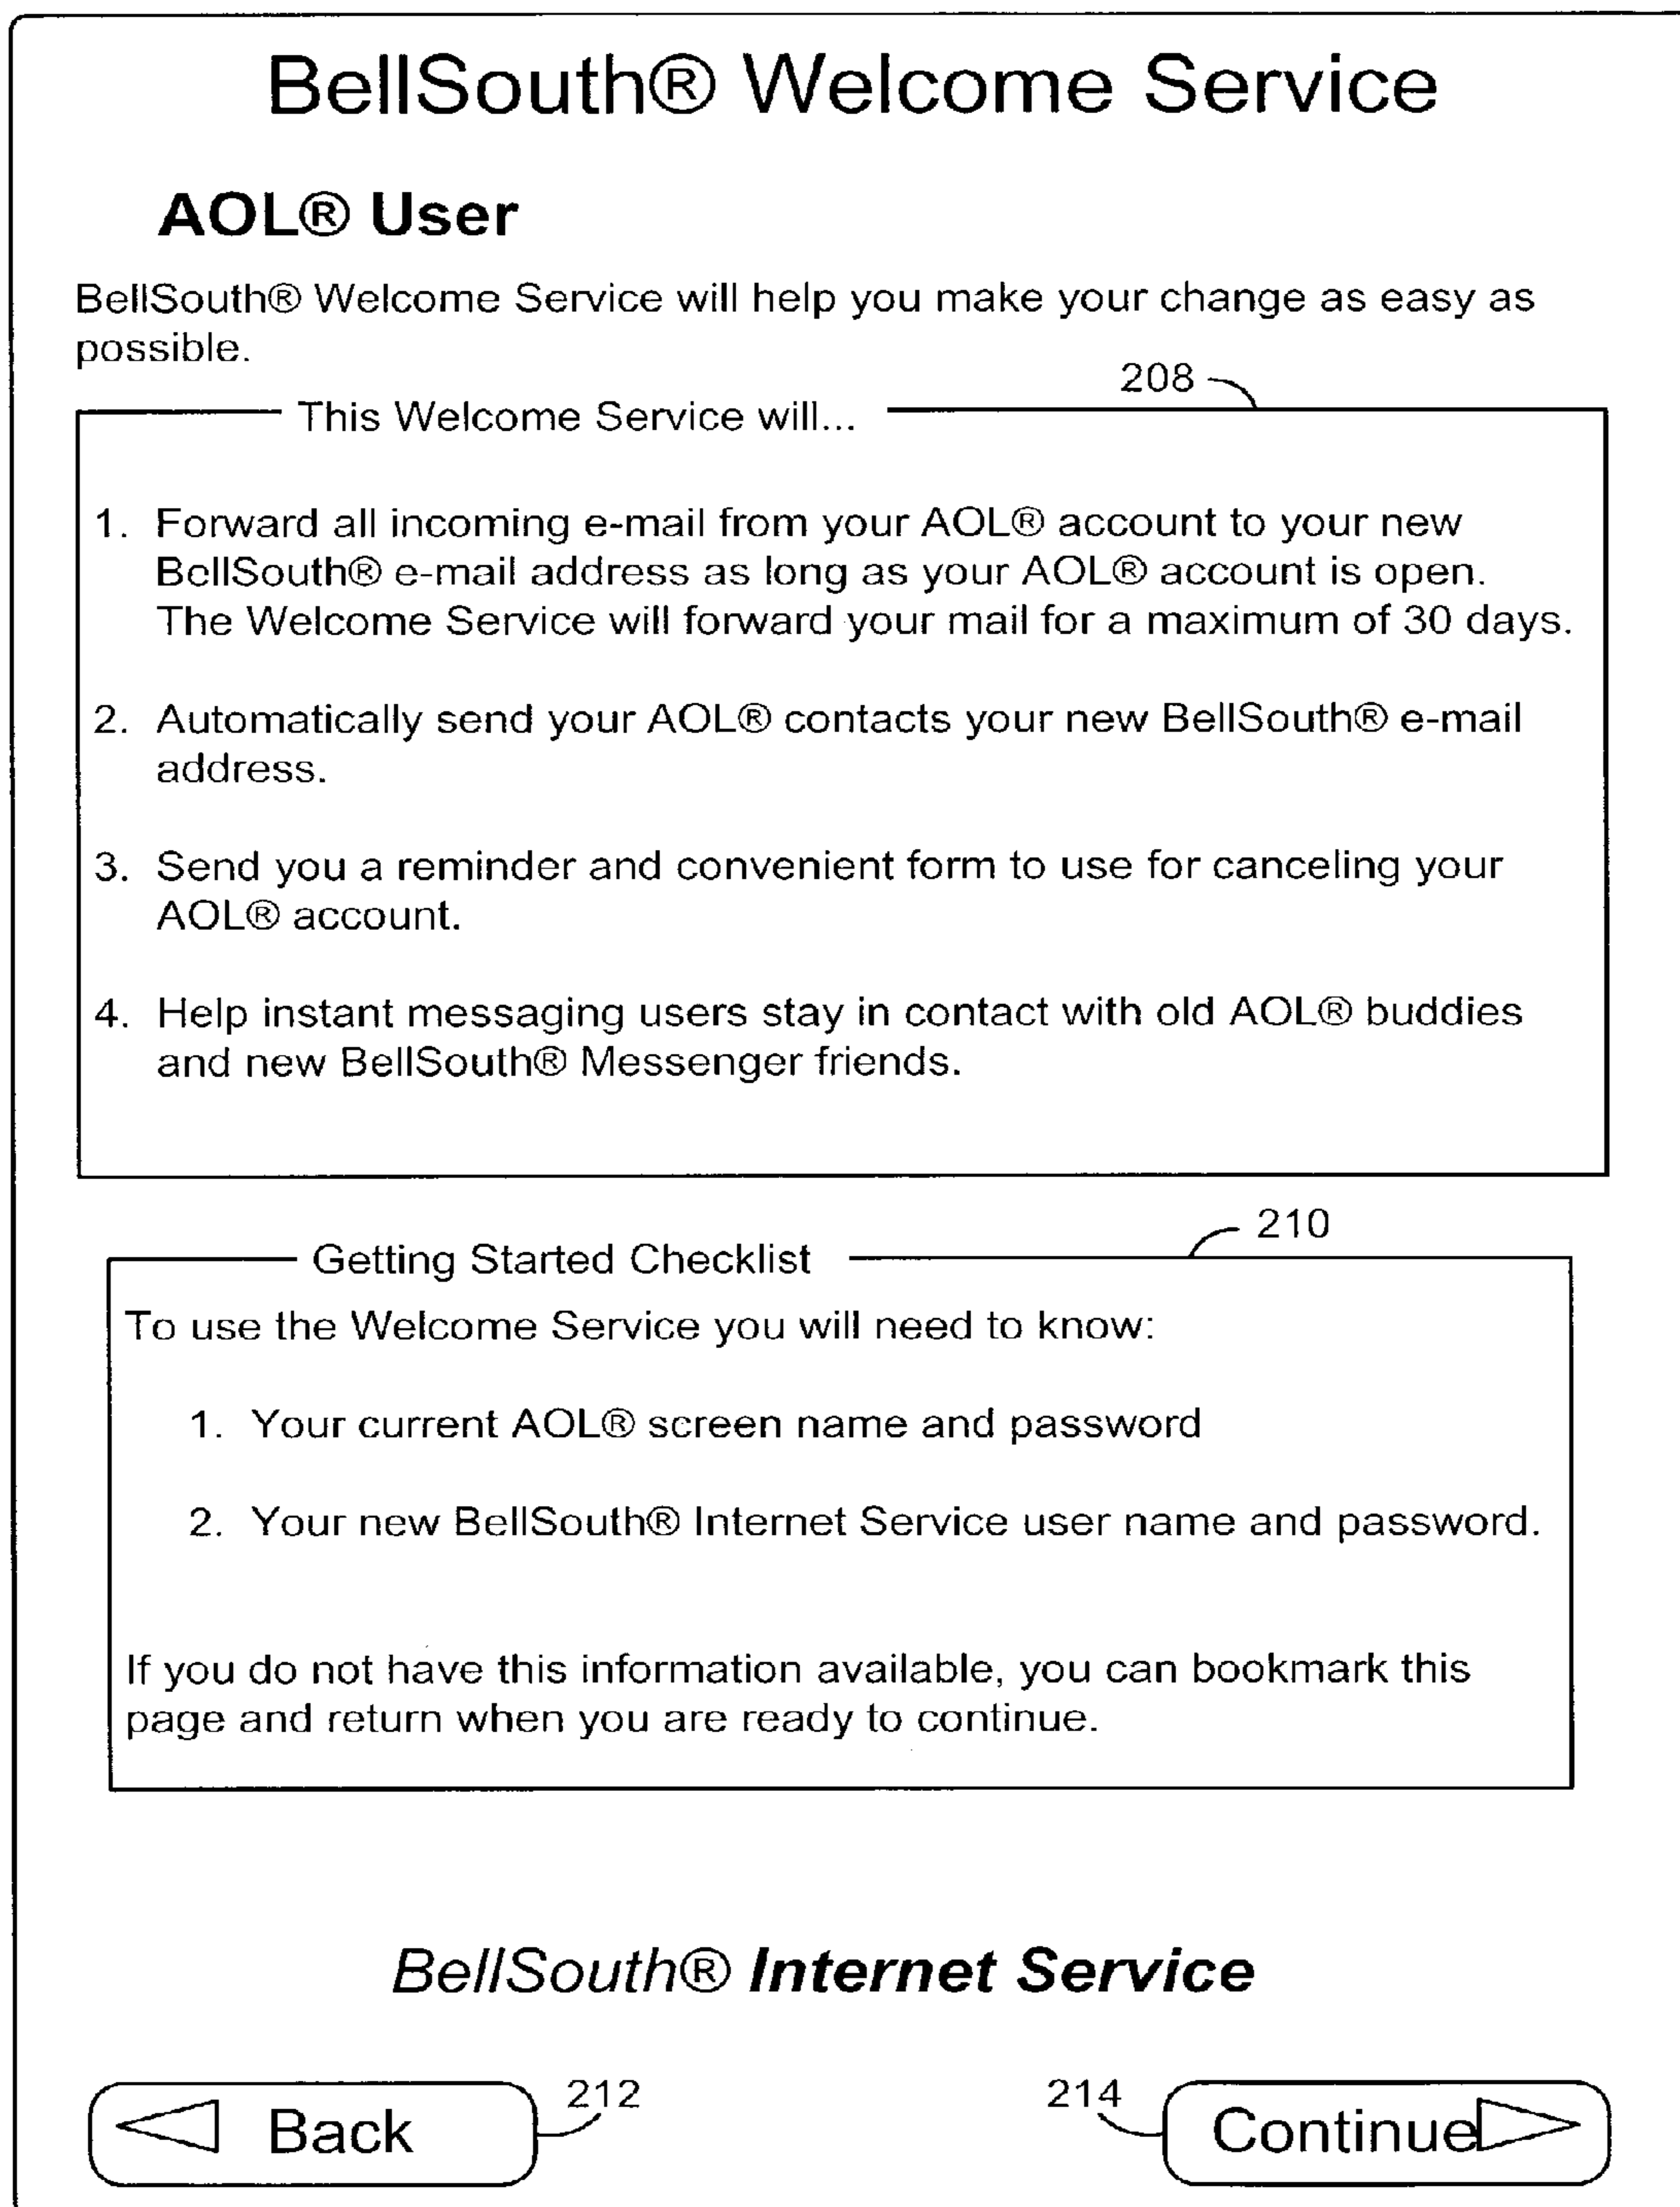 BellSouth® Welcome Service
AOL® User
BellSouth® Welcome Service will help you make your change as easy as
possible.
208
This Welcome Service will...
1. Forward all incoming e-mail from your AOL® account to your new
BellSouth® e-mail address as long as your AOL® account is open.
The Welcome Service will forward your mail for a maximum of 30 days.
2. Automatically send your AOL® contacts your new BellSouth® e-mail
address.
3. Send you a reminder and convenient form to use for canceling your
AOL® account.
4. Help instant messaging users stay in contact with old AOL® buddies
and new BellSouth® Messenger friends.
210
Getting Started Checklist
To use the Welcome Service you will need to know:
1. Your current AOL® screen name and password
2. Your new BellSouth® Internet Service user name and password.
If you do not have this information available, you can bookmark this
page and return when you are ready to continue.
BellSouth® Internet Service
Back
212
214
Continue